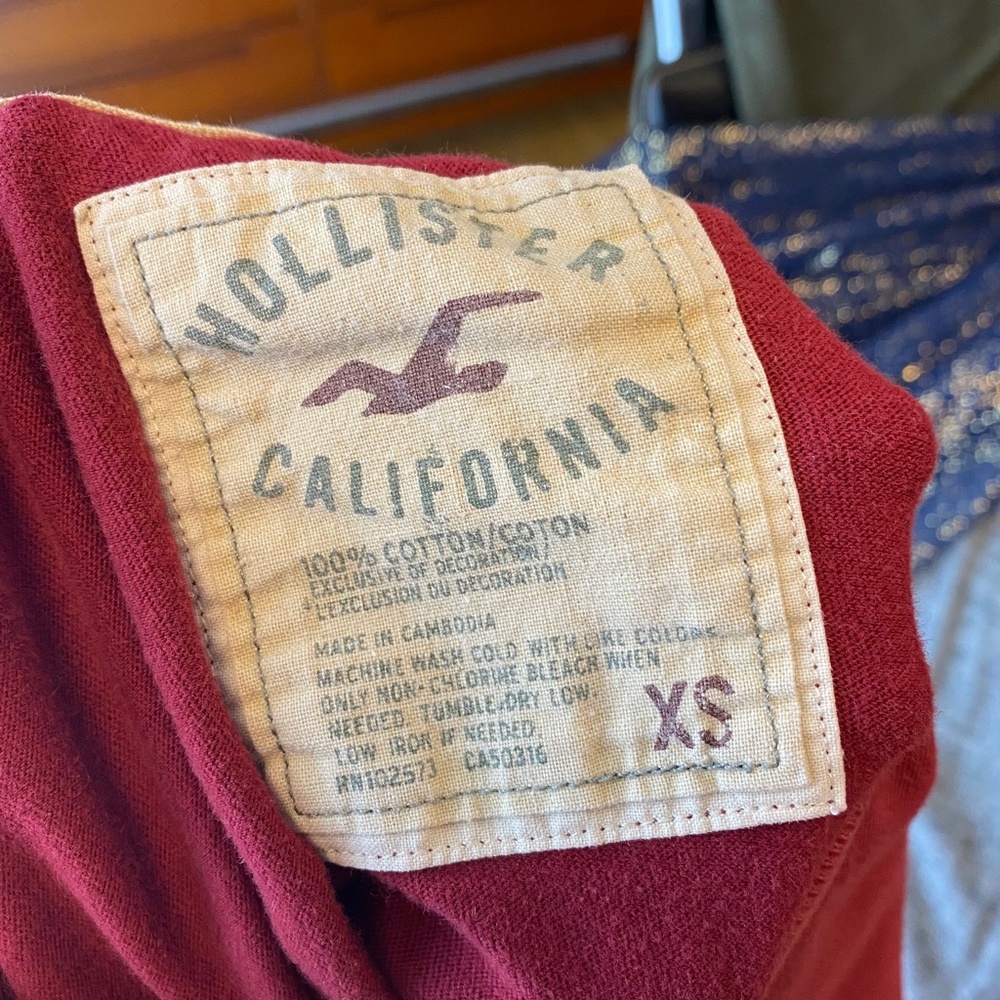 HOLLISTER
CALIFORNIA
100% COTTON/COTON
EXCLUSIVE OF DECORATION/
L'EXCLUSION DU DECORATION
MADE IN CAMBODIA
MACHINE WASH COLD WITH LIKE COLORS
ONLY NON-CHLORINE BLEACH WHEN
NEEDED. TUMBLE DRY LOW.
LOW IRON IF NEEDED
RN102573 CA50316
XS